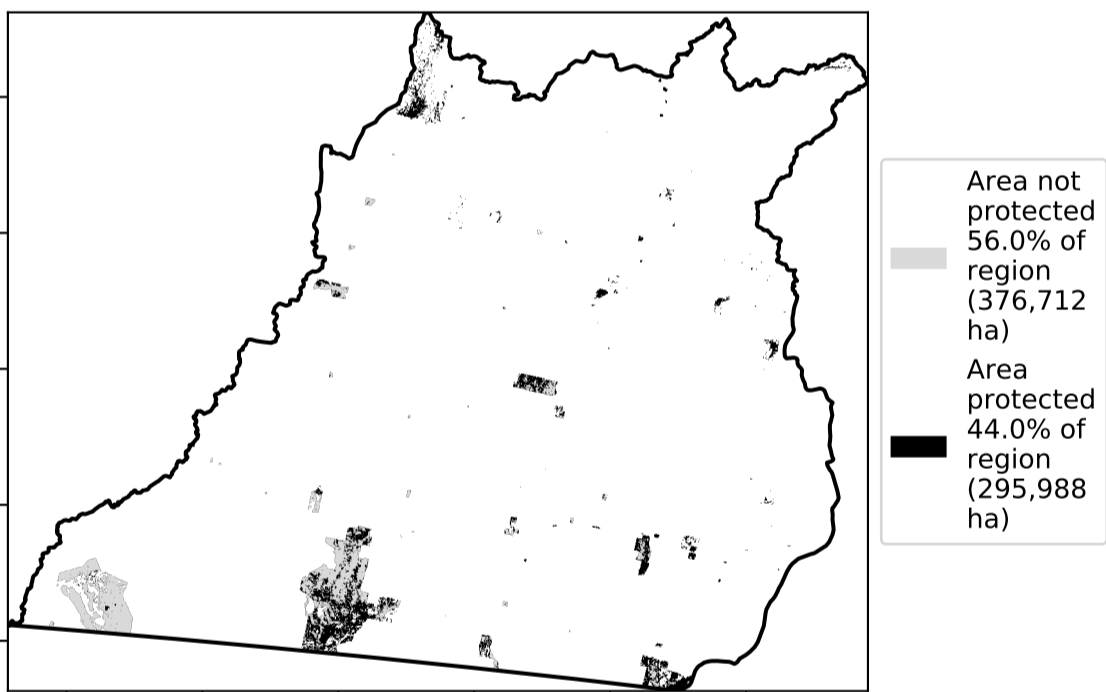 Area not
protected
56.0% of
region
(376,712
ha)
Area
protected
44.0% of
region
(295,988
ha)